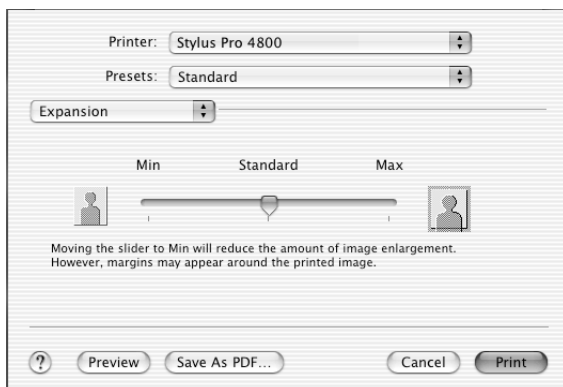 Printer: Stylus Pro 4800
Presets: Standard
Expansion
Min Standard Max
Moving the slider to Min will reduce the amount of image enlargement.
However, margins may appear around the printed image.
? Preview Save As PDF... Cancel Print